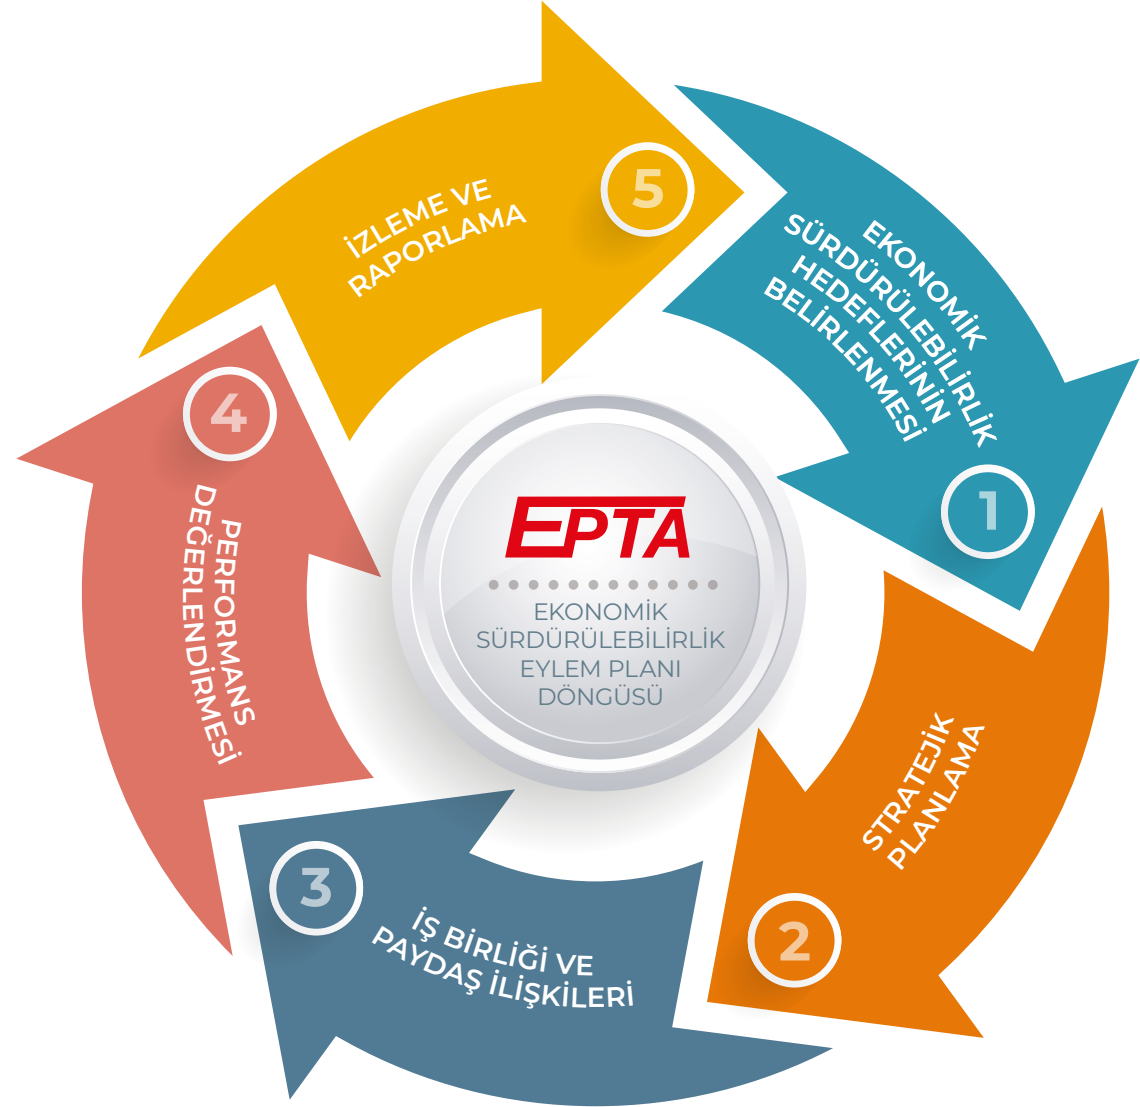 EPTA
EKONOMİK
SÜRDÜRÜLEBİLİRLİK
EYLEM PLANI
DÖNGÜSÜ
EKONOMİK
SÜRDÜRÜLEBİLİRLİK
HEDEFLERİNİN
BELİRLENMESİ
1
STRATEJİK
PLANLAMA
2
İŞ BİRLİĞİ VE
PAYDAŞ İLİŞKİLERİ
3
PERFORMANS
DEĞERLENDİRMESİ
4
İZLEME VE
RAPORLAMA
5